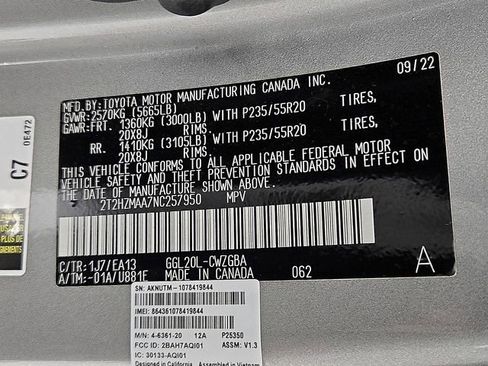 MFD.BY:TOYOTA MOTOR MANUFACTURING CANADA INC. 09/22
GVWR:2570KG (5665LB)
GAWR:FRT. 1360KG (3000LB) WITH P235/55R20 TIRES,
20X8J RIMS.
RR. 1410KG (3105LB) WITH P235/55R20 TIRES,
20X8J RIMS.
THIS VEHICLE CONFORMS TO ALL APPLICABLE FEDERAL MOTOR
VEHICLE SAFETY AND THEFT PREVENTION STANDARDS IN EFFECT ON
THE DATE OF MANUFACTURE SHOWN ABOVE.
2T2HZMAA7NC257950 MPV
C/TR:1J7/EA13 GGL20L-CWZGBA
A/TM:-01A/U881F MADE IN CANADA 062 A
C7 0E472
SN: AKNUTM-1078419844
IMEI: 864361078419844
M/N: 4-6361-20 12A P25350
FCC ID: 2BAH7AQI01 ASSM: V1.3
IC: 30133-AQI01
Designed in California Assembled in Vietnam